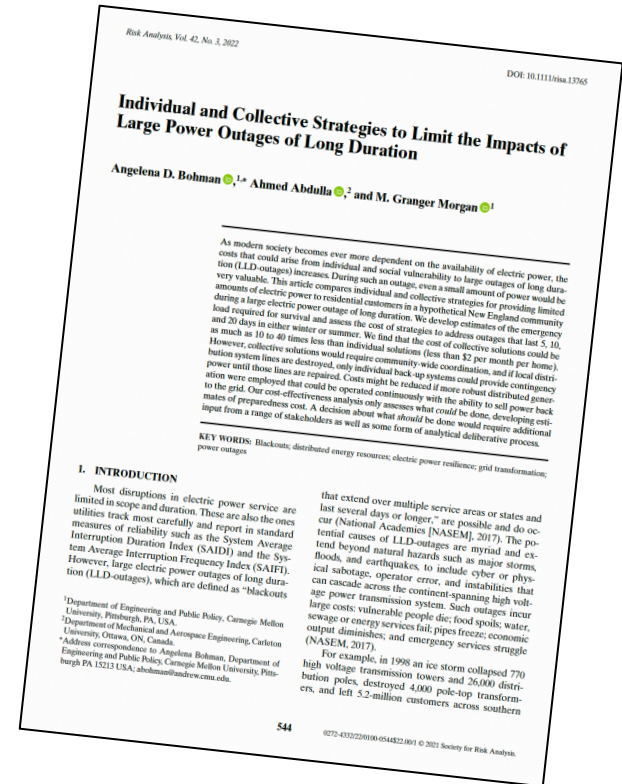 Risk Analysis, Vol. 42, No. 3, 2022
DOI: 10.1111/risa.13765
Individual and Collective Strategies to Limit the Impacts of
Large Power Outages of Long Duration
Angelena D. Bohman,1,* Ahmed Abdulla,2 and M. Granger Morgan1
As modern society becomes ever more dependent on the availability of electric power, the
costs that could arise from individual and social vulnerability to large outages of long dura-
tion (LLD-outages) increases. During such an outage, even a small amount of power would be
very valuable. This article compares individual and collective strategies for providing limited
amounts of electric power to residential customers in a hypothetical New England community
during a large electric power outage of long duration. We develop estimates of the emergency
load required for survival and assess the cost of strategies to address outages that last 5, 10,
and 20 days in either winter or summer. We find that the cost of collective solutions could be
as much as 10 to 40 times less than individual solutions (less than $2 per month per home).
However, collective solutions would require community-wide coordination, and if local distri-
bution system lines are destroyed, only individual back-up systems could provide contingency
power until those lines are repaired. Costs might be reduced if more robust distributed gener-
ation were employed that could be operated continuously with the ability to sell power back
to the grid. Our cost-effectiveness analysis only assesses what could be done, developing esti-
mates of preparedness cost. A decision about what should be done would require additional
input from a range of stakeholders as well as some form of analytical deliberative process.
KEY WORDS: Blackouts; distributed energy resources; electric power resilience; grid transformation;
power outages
1. INTRODUCTION
Most disruptions in electric power service are
limited in scope and duration. These are also the ones
utilities track most carefully and report in standard
measures of reliability such as the System Average
Interruption Duration Index (SAIDI) and the Sys-
tem Average Interruption Frequency Index (SAIFI).
However, large electric power outages of long dura-
tion (LLD-outages), which are defined as "blackouts
1Department of Engineering and Public Policy, Carnegie Mellon
University, Pittsburgh, PA, USA.
2Department of Mechanical and Aerospace Engineering, Carleton
University, Ottawa, ON, Canada.
*Address correspondence to Angelena Bohman, Department of
Engineering and Public Policy, Carnegie Mellon University, Pitts-
burgh PA 15213 USA; abohman@andrew.cmu.edu.
that extend over multiple service areas or states and
last several days or longer," are possible and do oc-
cur (National Academies [NASEM], 2017). The po-
tential causes of LLD-outages are myriad and ex-
tend beyond natural hazards such as major storms,
floods, and earthquakes, to include cyber or phys-
ical sabotage, operator error, and instabilities that
can cascade across the continent-spanning high volt-
age power transmission system. Such outages incur
large costs: vulnerable people die; food spoils; water,
sewage or energy services fail; pipes freeze; economic
output diminishes; and emergency services struggle
(NASEM, 2017).
For example, in 1998 an ice storm collapsed 770
high voltage transmission towers and 26,000 distri-
bution poles, destroyed 4,000 pole-top transform-
ers, and left 5.2-million customers across southern
544
0272-4332/22/0100-0544$22.00/1 © 2021 Society for Risk Analysis.